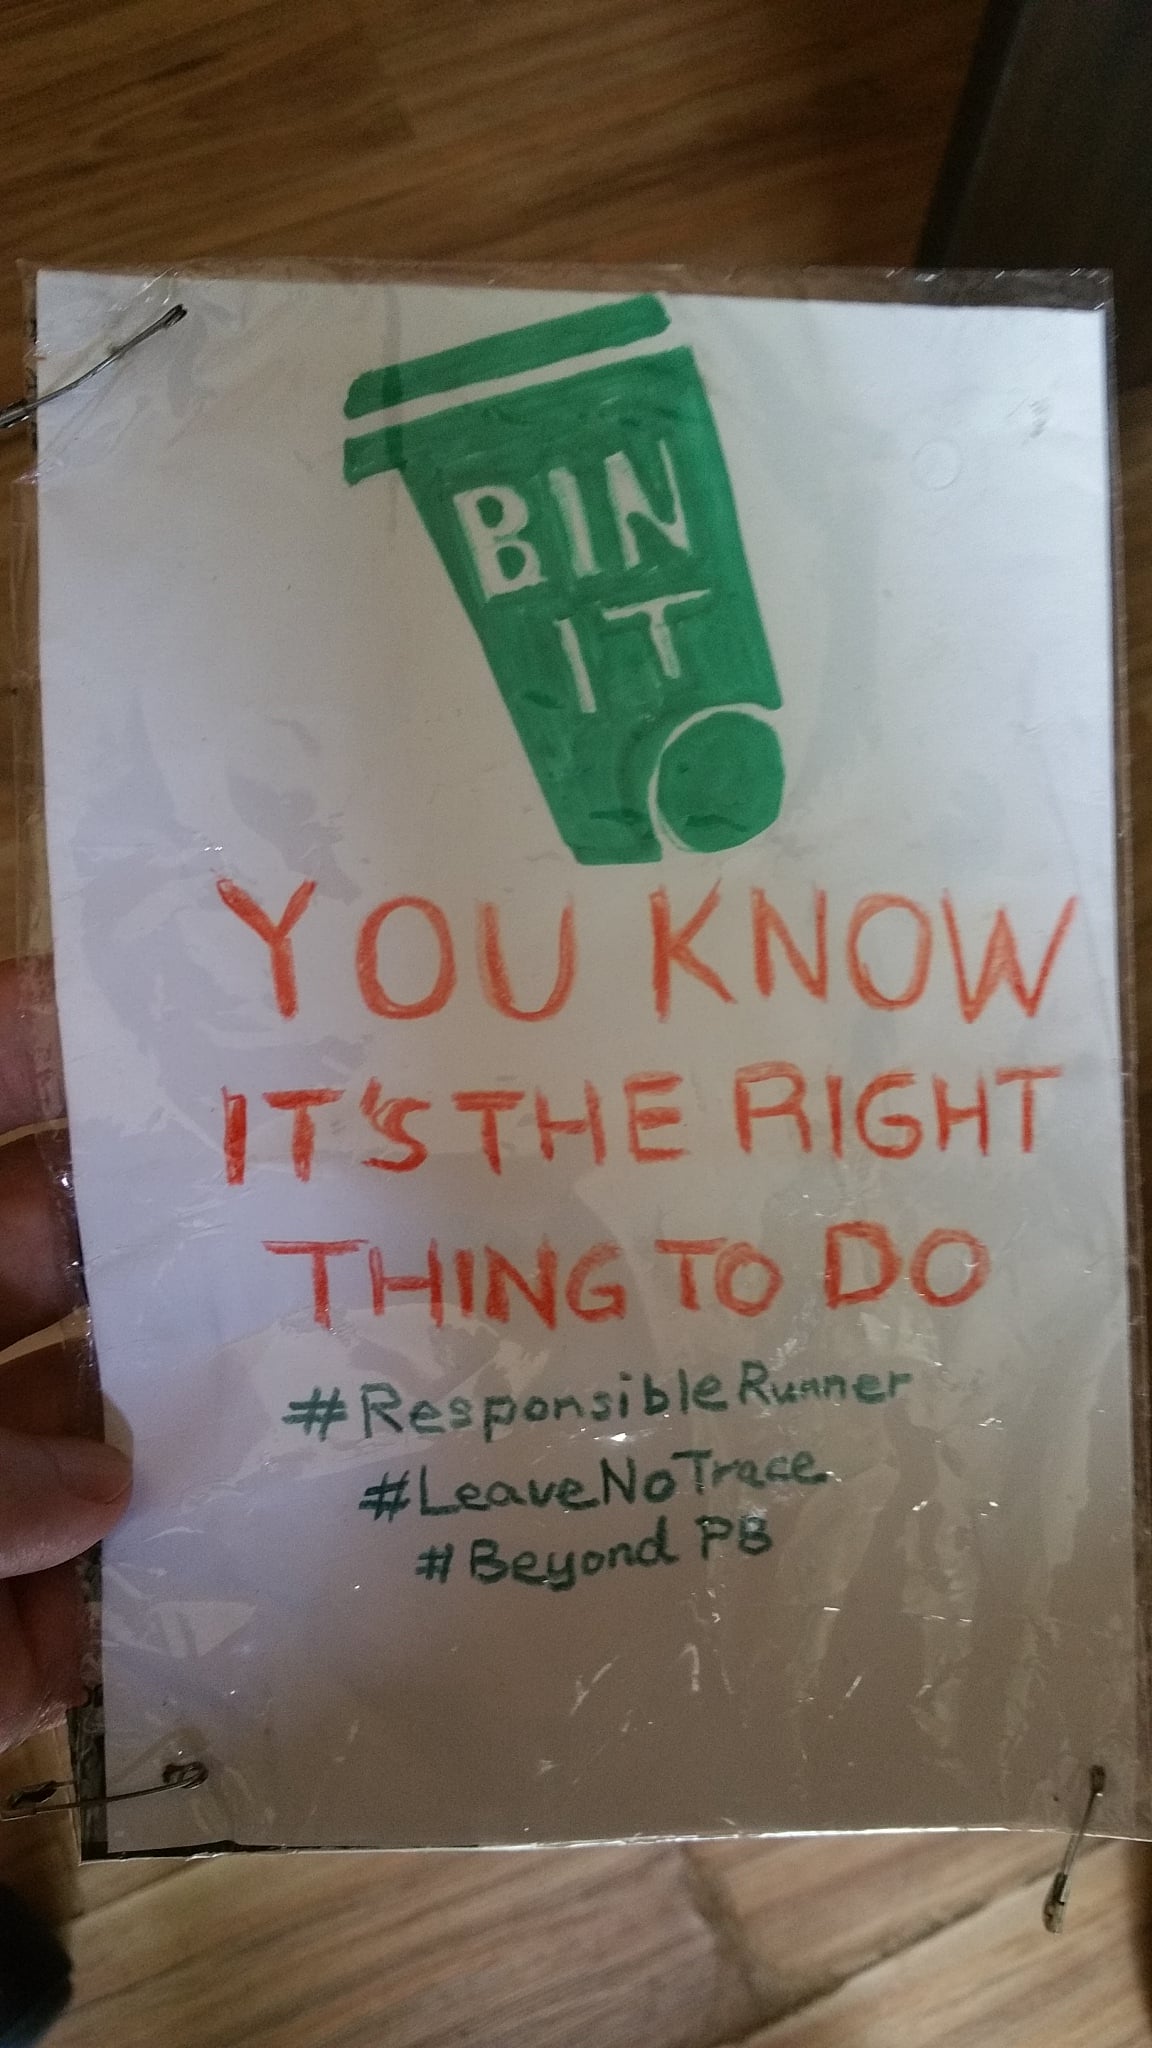 BIN
IT
YOU KNOW
IT'S THE RIGHT
THING TO DO
#ResponsibleRunner
#LeaveNoTrace
#Beyond PB